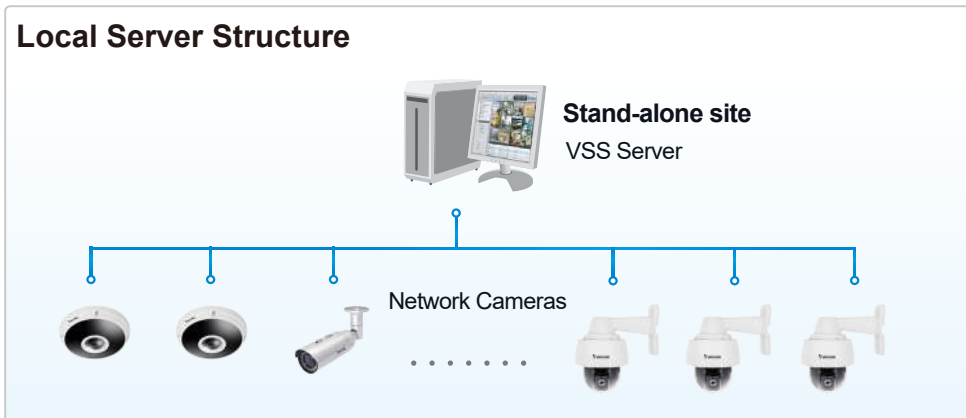 Local Server Structure
Stand-alone site
VSS Server
Network Cameras